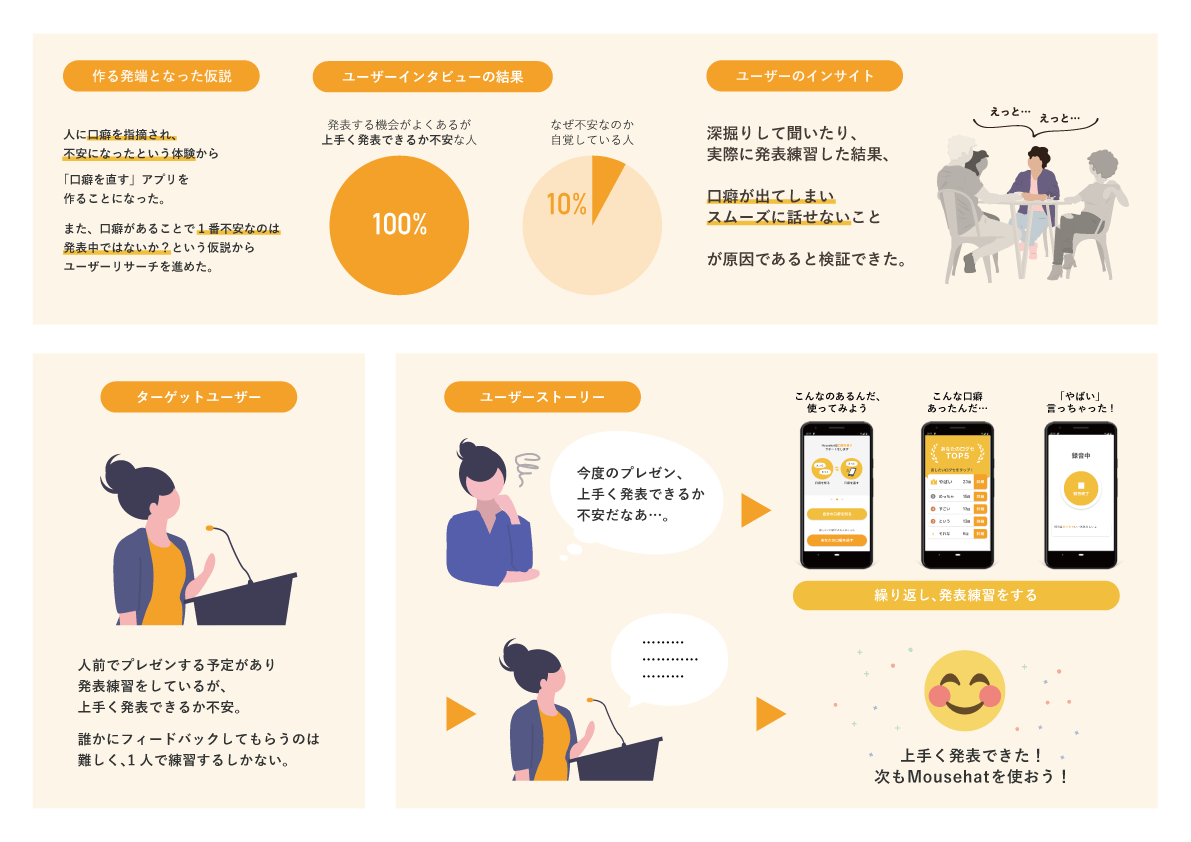 作る発端となった仮説
人に口癖を指摘され、
不安になったという体験から
「口癖を直す」アプリを
作ることになった。
また、口癖があることで1番不安なのは
発表中ではないか?という仮説から
ユーザーリサーチを進めた。
ユーザーインタビューの結果
発表する機会がよくあるが
上手く発表できるか不安な人
100%
なぜ不安なのか
自覚している人
10%
ユーザーのインサイト
深掘りして聞いたり、
実際に発表練習した結果、
口癖が出てしまい
スムーズに話せないこと
が原因であると検証できた。
えっと…
えっと…
ターゲットユーザー
人前でプレゼンする予定があり
発表練習をしているが、
上手く発表できるか不安。
誰かにフィードバックしてもらうのは
難しく、1人で練習するしかない。
ユーザーストーリー
今度のプレゼン、
上手く発表できるか
不安だなあ…。
こんなのあるんだ、
使ってみよう
こんな口癖
あったんだ…
あなたの口ぐせ
TOP5
やばい
めっちゃ
すごい
という
それな
「やばい」
言っちゃった!
録音中
繰り返し、発表練習をする
………
…………
………
上手く発表できた!
次もMousehatを使おう!